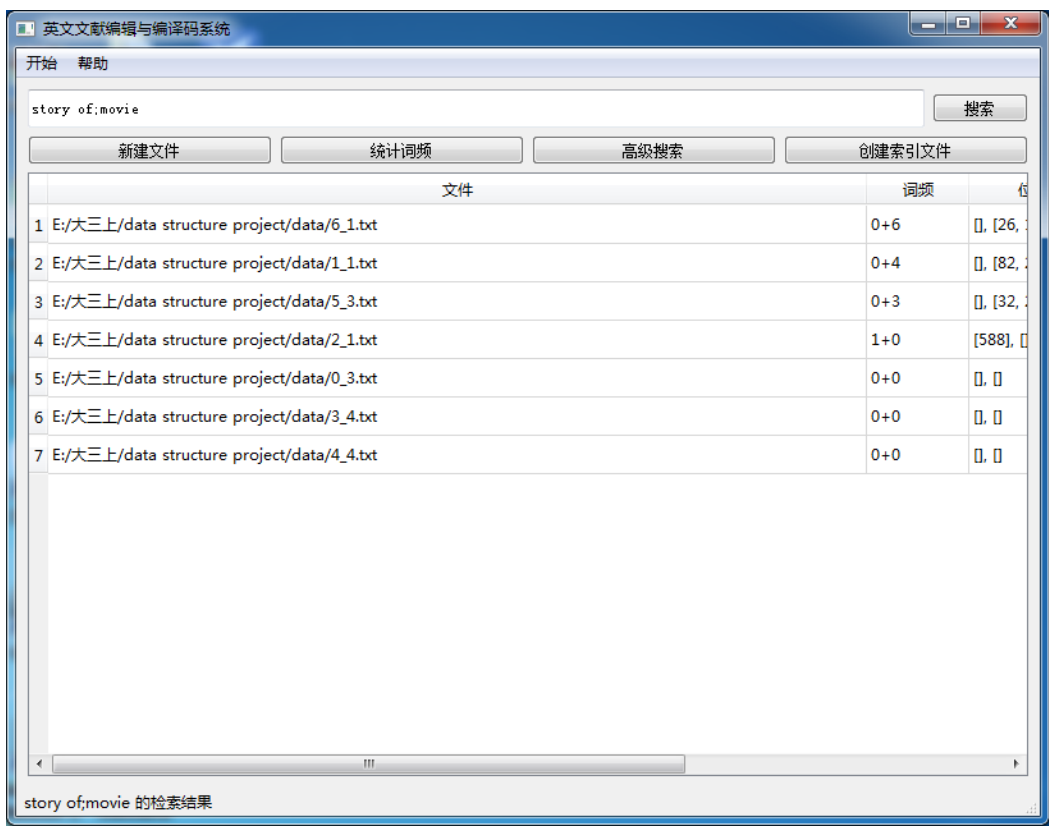 英文文献编辑与编译码系统
开始 帮助
story of;movie 搜索
新建文件 统计词频 高级搜索 创建索引文件
文件 词频
1 E:/大三上/data structure project/data/6_1.txt 0+6 [], [26,
2 E:/大三上/data structure project/data/1_1.txt 0+4 [], [82,
3 E:/大三上/data structure project/data/5_3.txt 0+3 [], [32,
4 E:/大三上/data structure project/data/2_1.txt 1+0 [588], []
5 E:/大三上/data structure project/data/0_3.txt 0+0 [], []
6 E:/大三上/data structure project/data/3_4.txt 0+0 [], []
7 E:/大三上/data structure project/data/4_4.txt 0+0 [], []
story of;movie 的检索结果